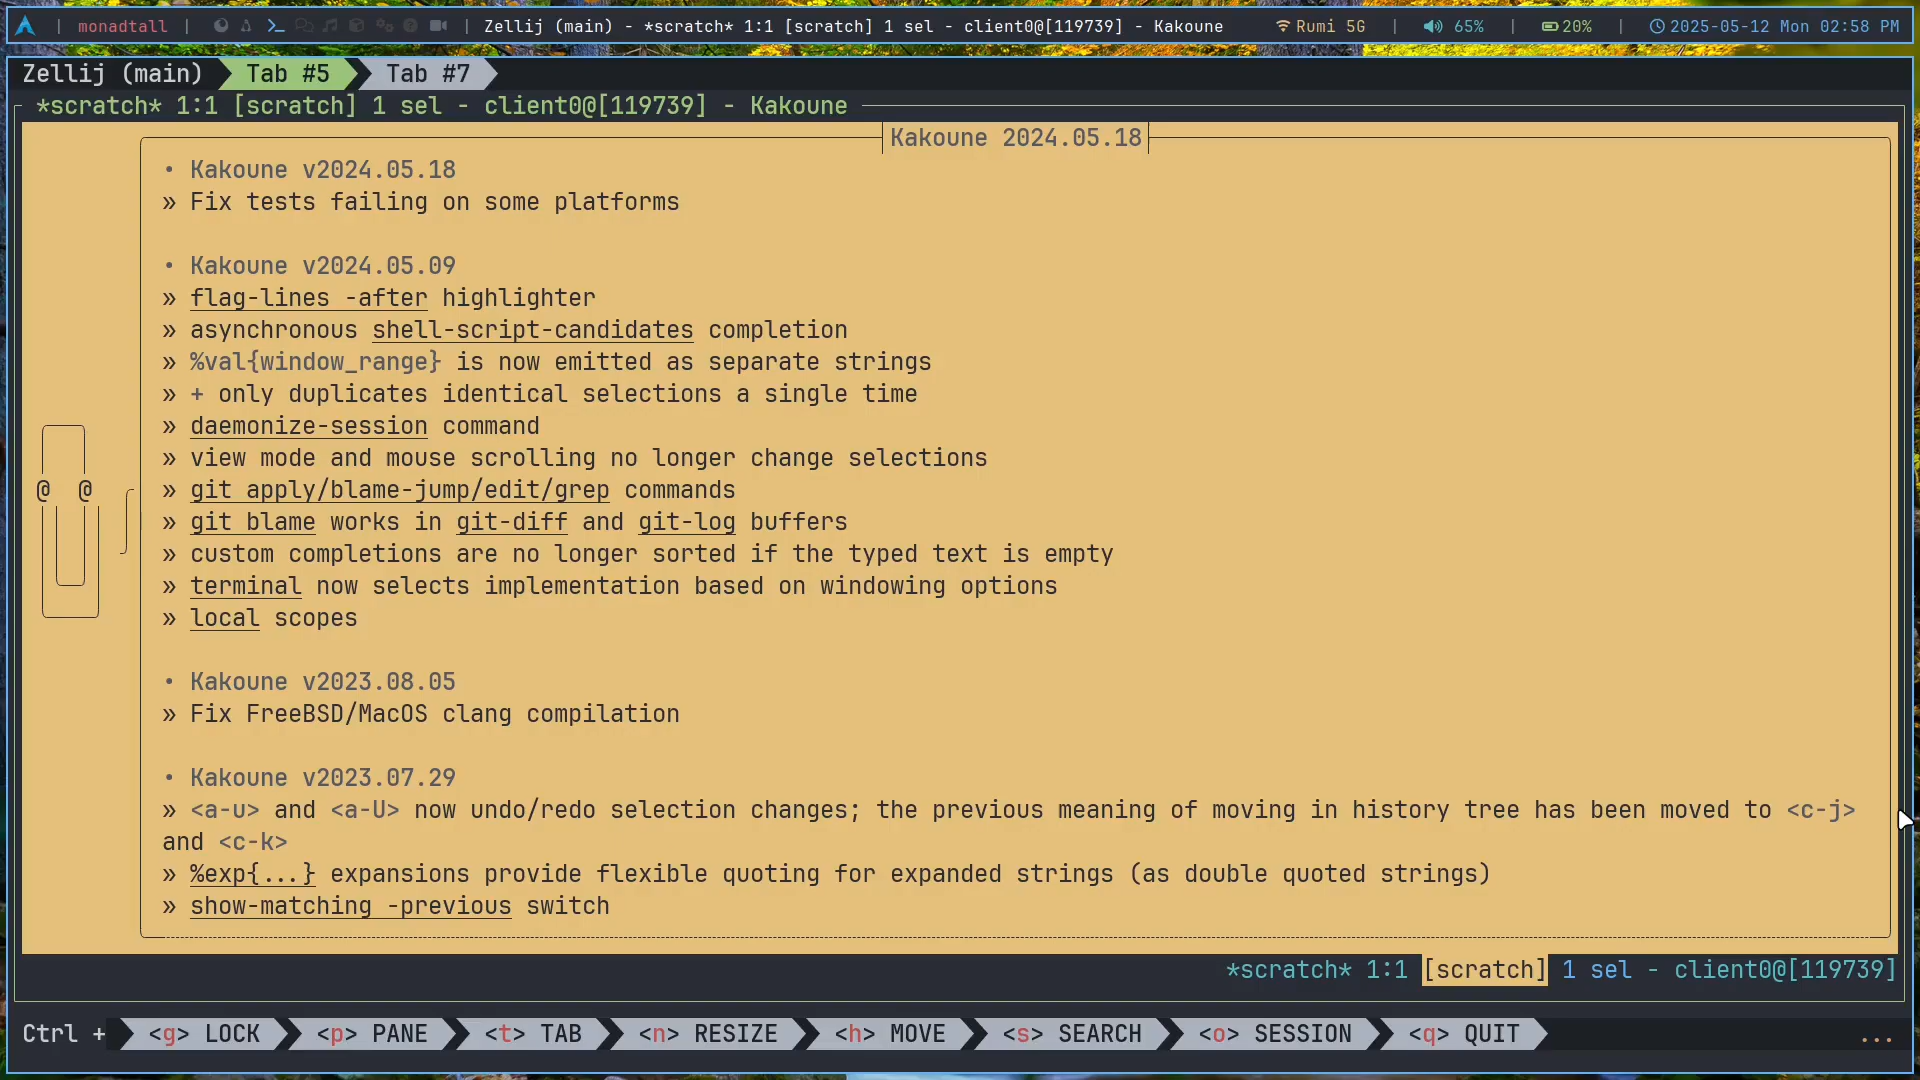 | monadtall | | Zellij (main) - *scratch* 1:1 [scratch] 1 sel - client0@[119739] - Kakoune Rumi 5G | 65% | 20% | 2025-05-12 Mon 02:58 PM
Zellij (main) Tab #5 Tab #7
*scratch* 1:1 [scratch] 1 sel - client0@[119739] - Kakoune
Kakoune 2024.05.18
• Kakoune v2024.05.18
» Fix tests failing on some platforms
• Kakoune v2024.05.09
» flag-lines -after highlighter
» asynchronous shell-script-candidates completion
» %val{window_range} is now emitted as separate strings
» + only duplicates identical selections a single time
» daemonize-session command
» view mode and mouse scrolling no longer change selections
@ @
» git apply/blame-jump/edit/grep commands
» git blame works in git-diff and git-log buffers
» custom completions are no longer sorted if the typed text is empty
» terminal now selects implementation based on windowing options
» local scopes
• Kakoune v2023.08.05
» Fix FreeBSD/MacOS clang compilation
• Kakoune v2023.07.29
» <a-u> and <a-U> now undo/redo selection changes; the previous meaning of moving in history tree has been moved to <c-j>
and <c-k>
» %exp{...} expansions provide flexible quoting for expanded strings (as double quoted strings)
» show-matching -previous switch
*scratch* 1:1 [scratch] 1 sel - client0@[119739]
Ctrl + <g> LOCK <p> PANE <t> TAB <n> RESIZE <h> MOVE <s> SEARCH <o> SESSION <q> QUIT ...